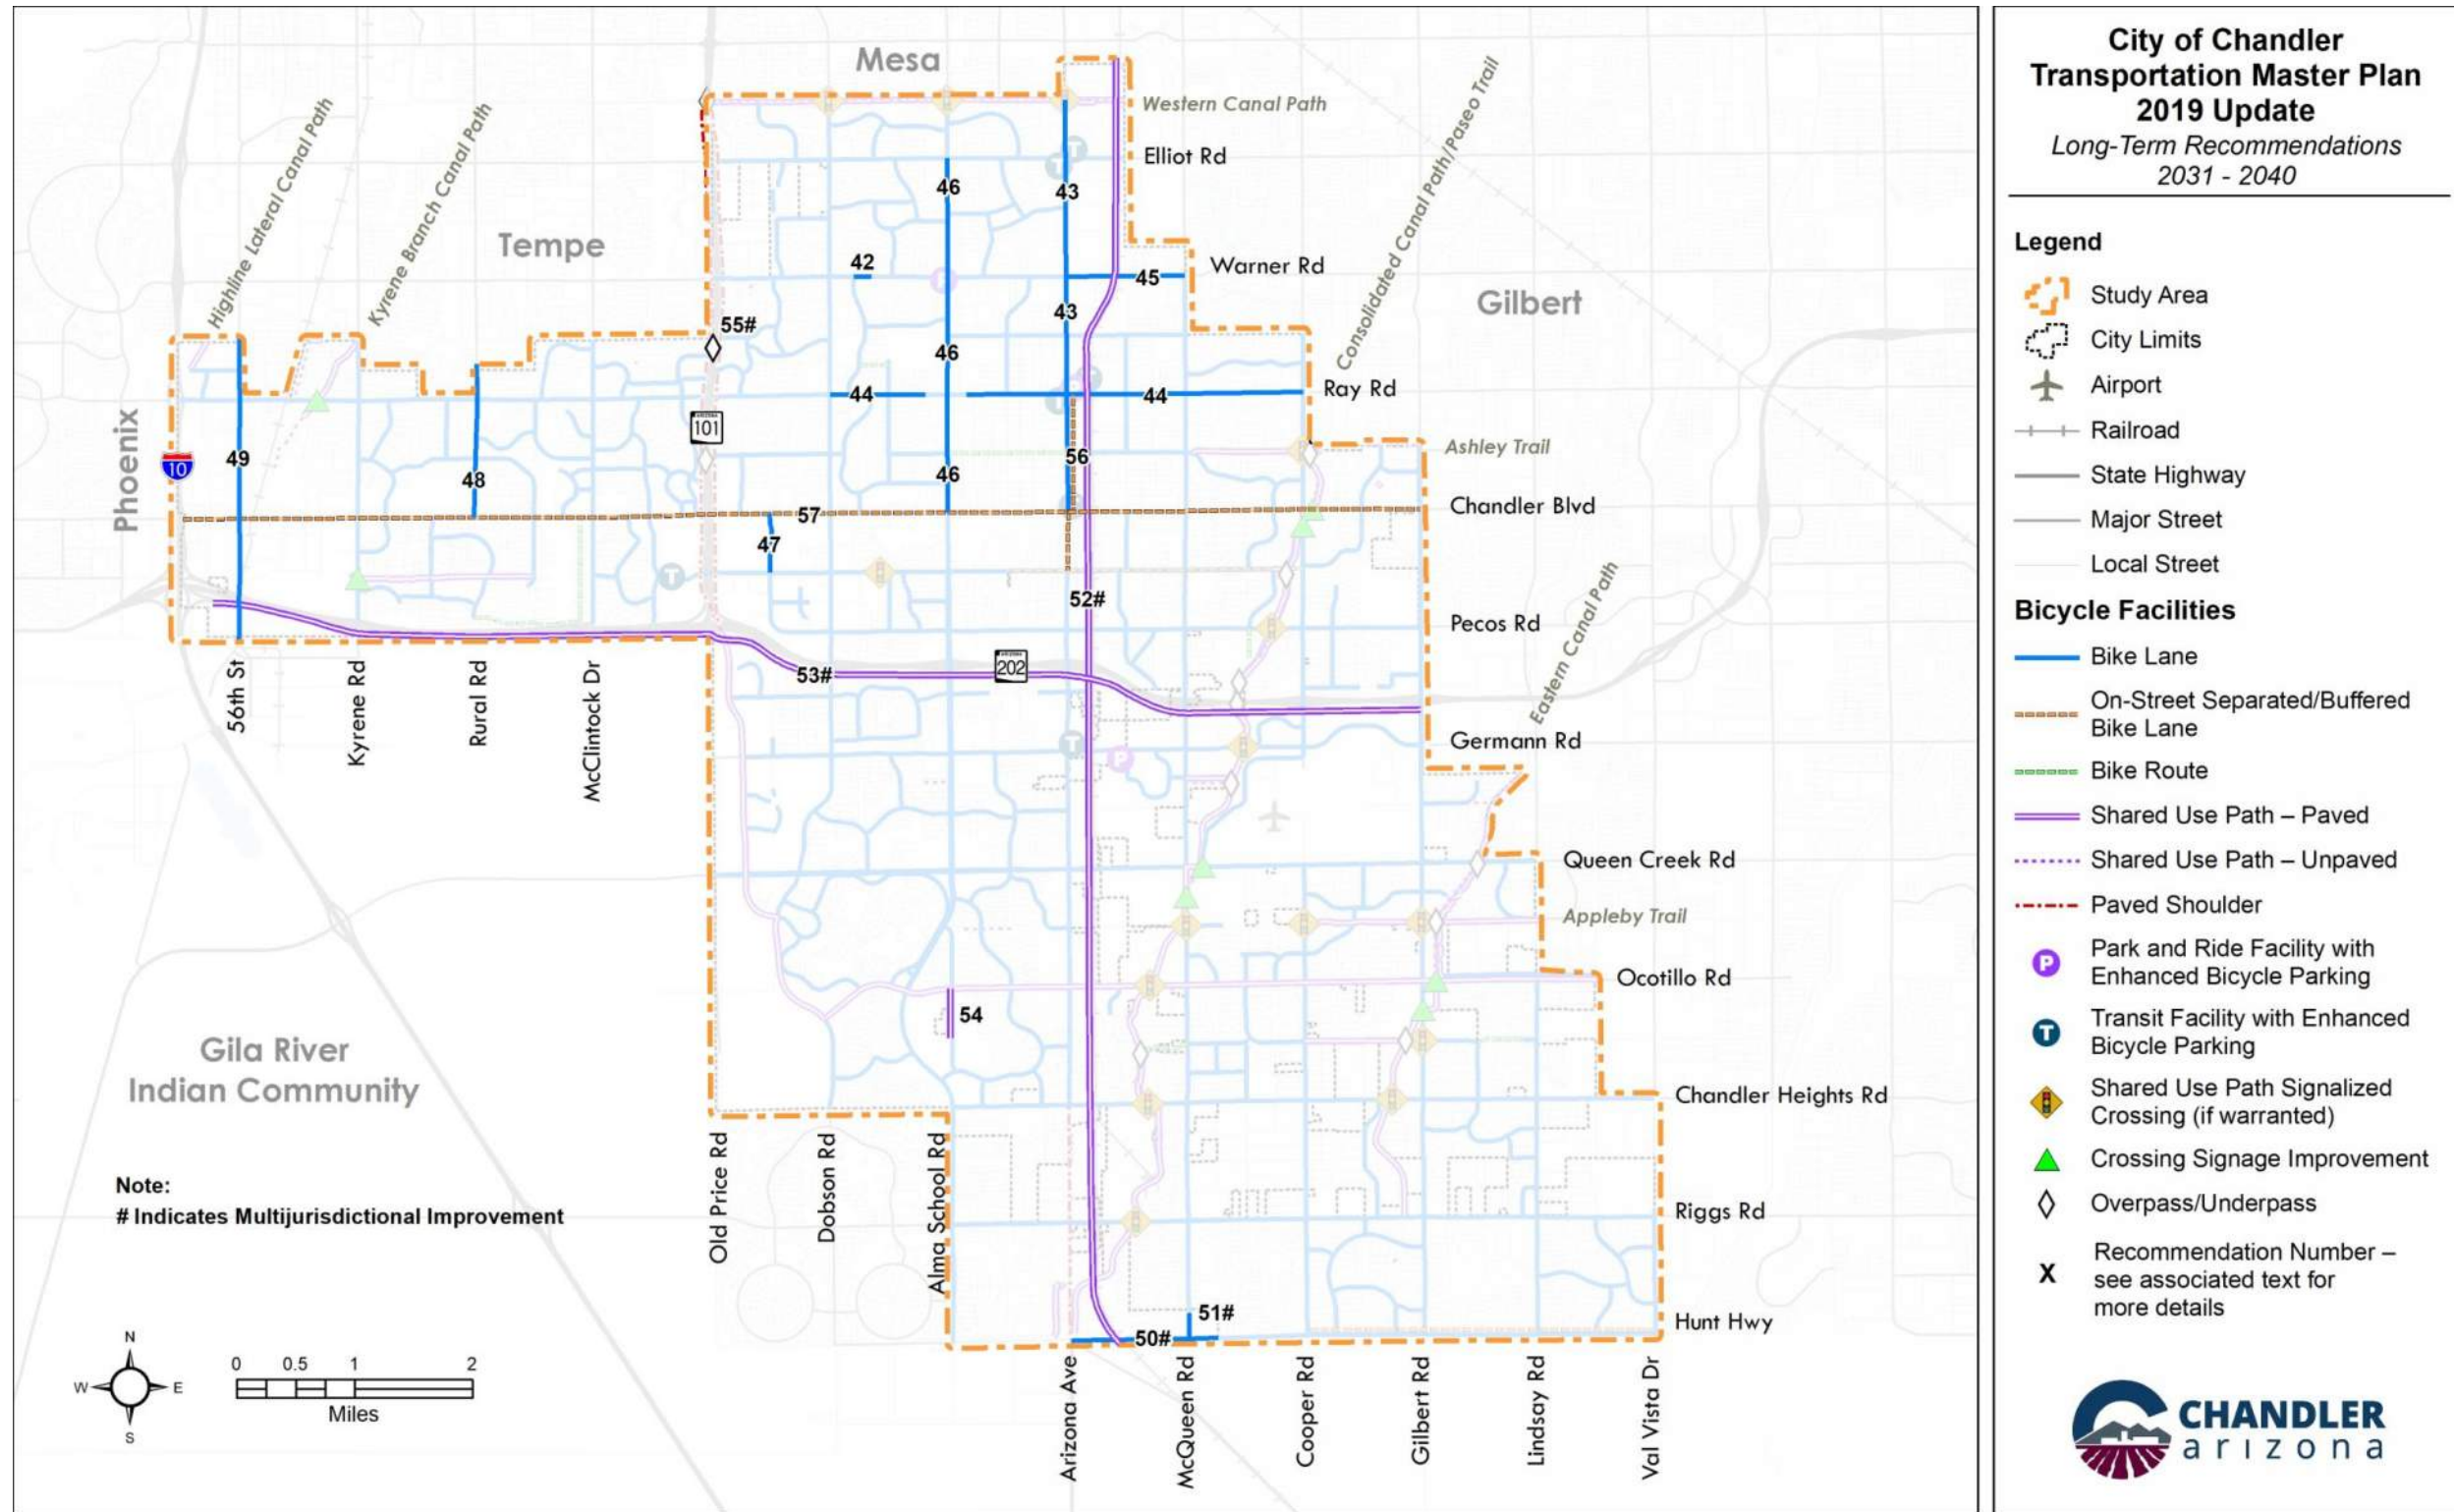 Mesa
Western Canal Path
Elliot Rd
Highline Lateral Canal Path
Kyrene Branch Canal Path
Consolidated Canal Path/Paseo Trail
Tempe
46
43
42
45
Warner Rd
Gilbert
55#
43
46
44
44
Ray Rd
Phoenix
10
49
48
ARIZONA
101
46
56
Ashley Trail
57
Chandler Blvd
47
52#
Pecos Rd
Eastern Canal Path
53#
ARIZONA
202
56th St
Kyrene Rd
Rural Rd
McClintock Dr
T
T
T
T
T
P
P
Germann Rd
Queen Creek Rd
Appleby Trail
Ocotillo Rd
54
Gila River
Indian Community
Chandler Heights Rd
Old Price Rd
Dobson Rd
Alma School Rd
Note:
# Indicates Multijurisdictional Improvement
Riggs Rd
51#
50#
Hunt Hwy
N
W
E
S
0 0.5 1 2
Miles
Arizona Ave
McQueen Rd
Cooper Rd
Gilbert Rd
Lindsay Rd
Val Vista Dr
City of Chandler
Transportation Master Plan
2019 Update
Long-Term Recommendations
2031 - 2040
Legend
Study Area
City Limits
Airport
Railroad
State Highway
Major Street
Local Street
Bicycle Facilities
Bike Lane
On-Street Separated/Buffered
Bike Lane
Bike Route
Shared Use Path – Paved
Shared Use Path – Unpaved
Paved Shoulder
P
Park and Ride Facility with
Enhanced Bicycle Parking
T
Transit Facility with Enhanced
Bicycle Parking
Shared Use Path Signalized
Crossing (if warranted)
Crossing Signage Improvement
Overpass/Underpass
X
Recommendation Number –
see associated text for
more details
CHANDLER
arizona